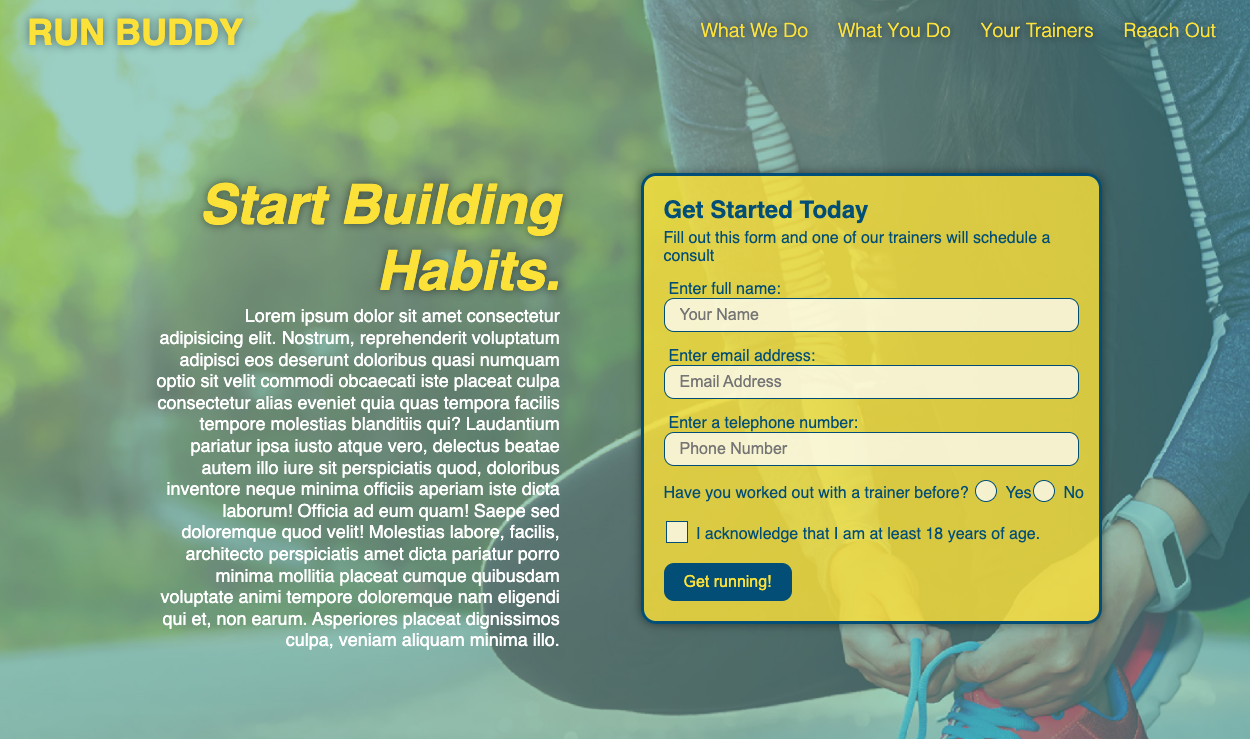 RUN BUDDY
What We Do What You Do Your Trainers Reach Out
Start Building
Habits.
Lorem ipsum dolor sit amet consectetur
adipisicing elit. Nostrum, reprehenderit voluptatum
adipisci eos deserunt doloribus quasi numquam
optio sit velit commodi obcaecati iste placeat culpa
consectetur alias eveniet quia quas tempora facilis
tempore molestias blanditiis qui? Laudantium
pariatur ipsa iusto atque vero, delectus beatae
autem illo iure sit perspiciatis quod, doloribus
inventore neque minima officiis aperiam iste dicta
laborum! Officia ad eum quam! Saepe sed
doloremque quod velit! Molestias labore, facilis,
architecto perspiciatis amet dicta pariatur porro
minima mollitia placeat cumque quibusdam
voluptate animi tempore doloremque nam eligendi
qui et, non earum. Asperiores placeat dignissimos
culpa, veniam aliquam minima illo.
Get Started Today
Fill out this form and one of our trainers will schedule a
consult
Enter full name:
Your Name
Enter email address:
Email Address
Enter a telephone number:
Phone Number
Have you worked out with a trainer before? Yes No
I acknowledge that I am at least 18 years of age.
Get running!